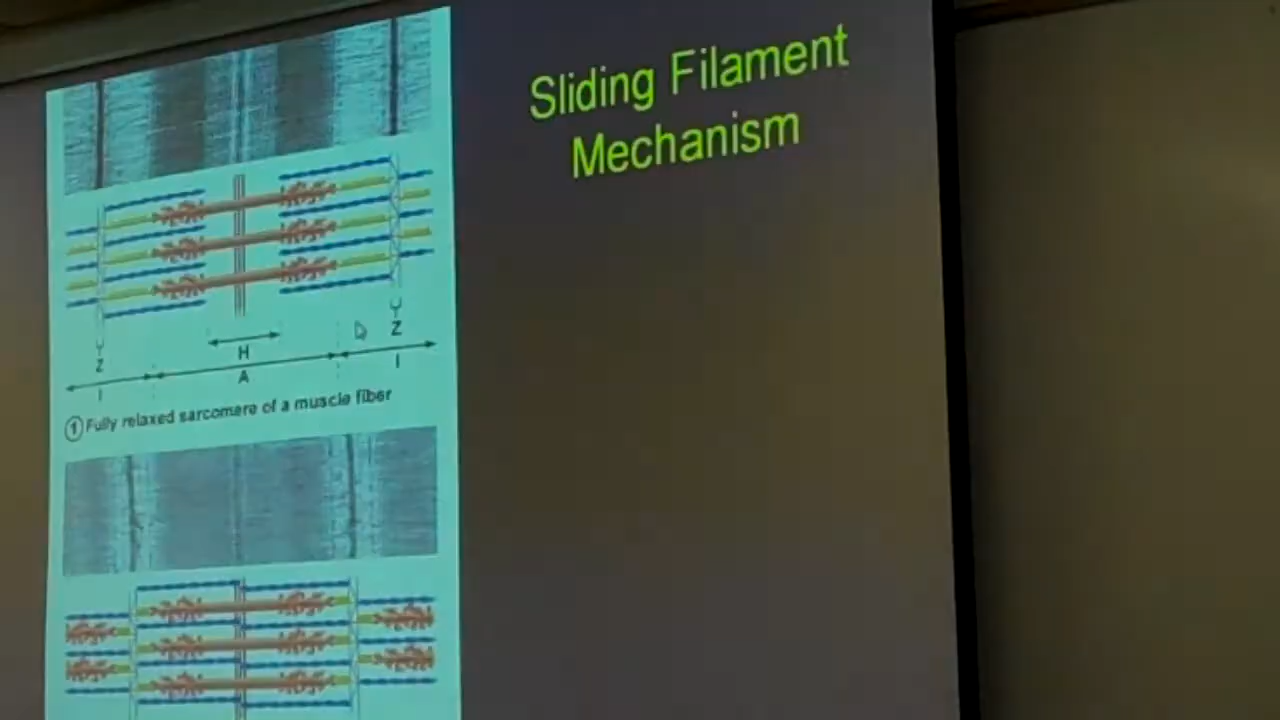 Sliding Filament
Mechanism
Z
Z
H
I
A
I
1 Fully relaxed sarcomere of a muscle fiber